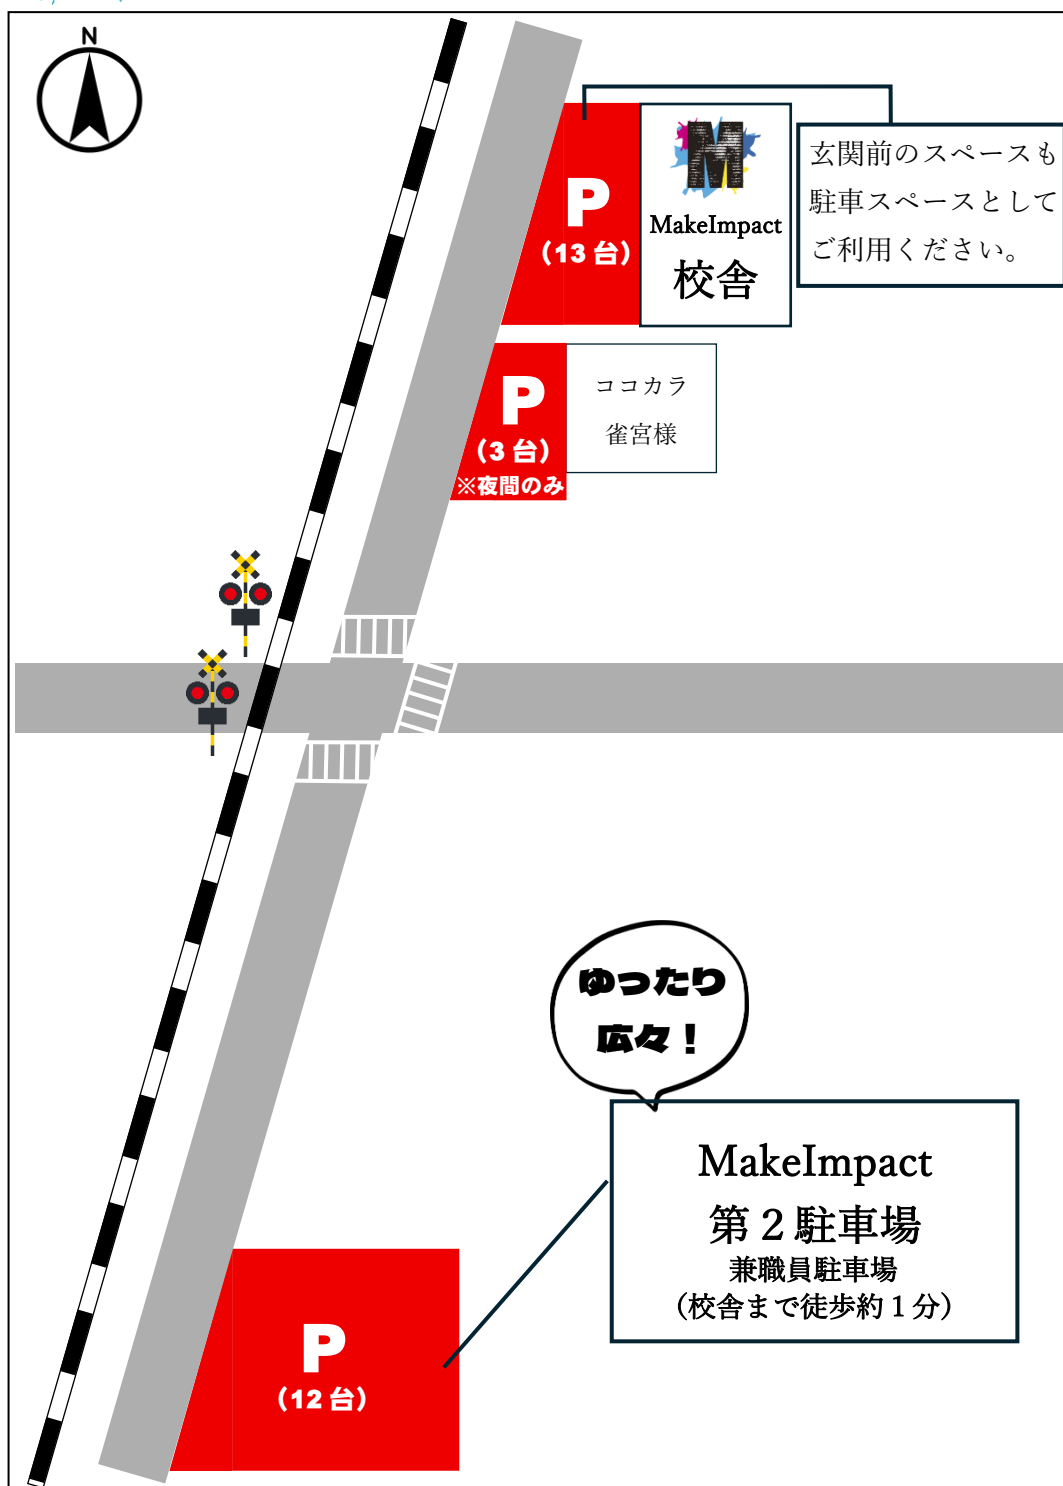 N
P
（13 台）
M
MakeImpact
校舎
玄関前のスペースも
駐車スペースとして
ご利用ください。
P
（3 台）
※夜間のみ
ココカラ
雀宮様
ゆったり
広々！
MakeImpact
第２駐車場
兼職員駐車場
（校舎まで徒歩約１分）
P
（12 台）